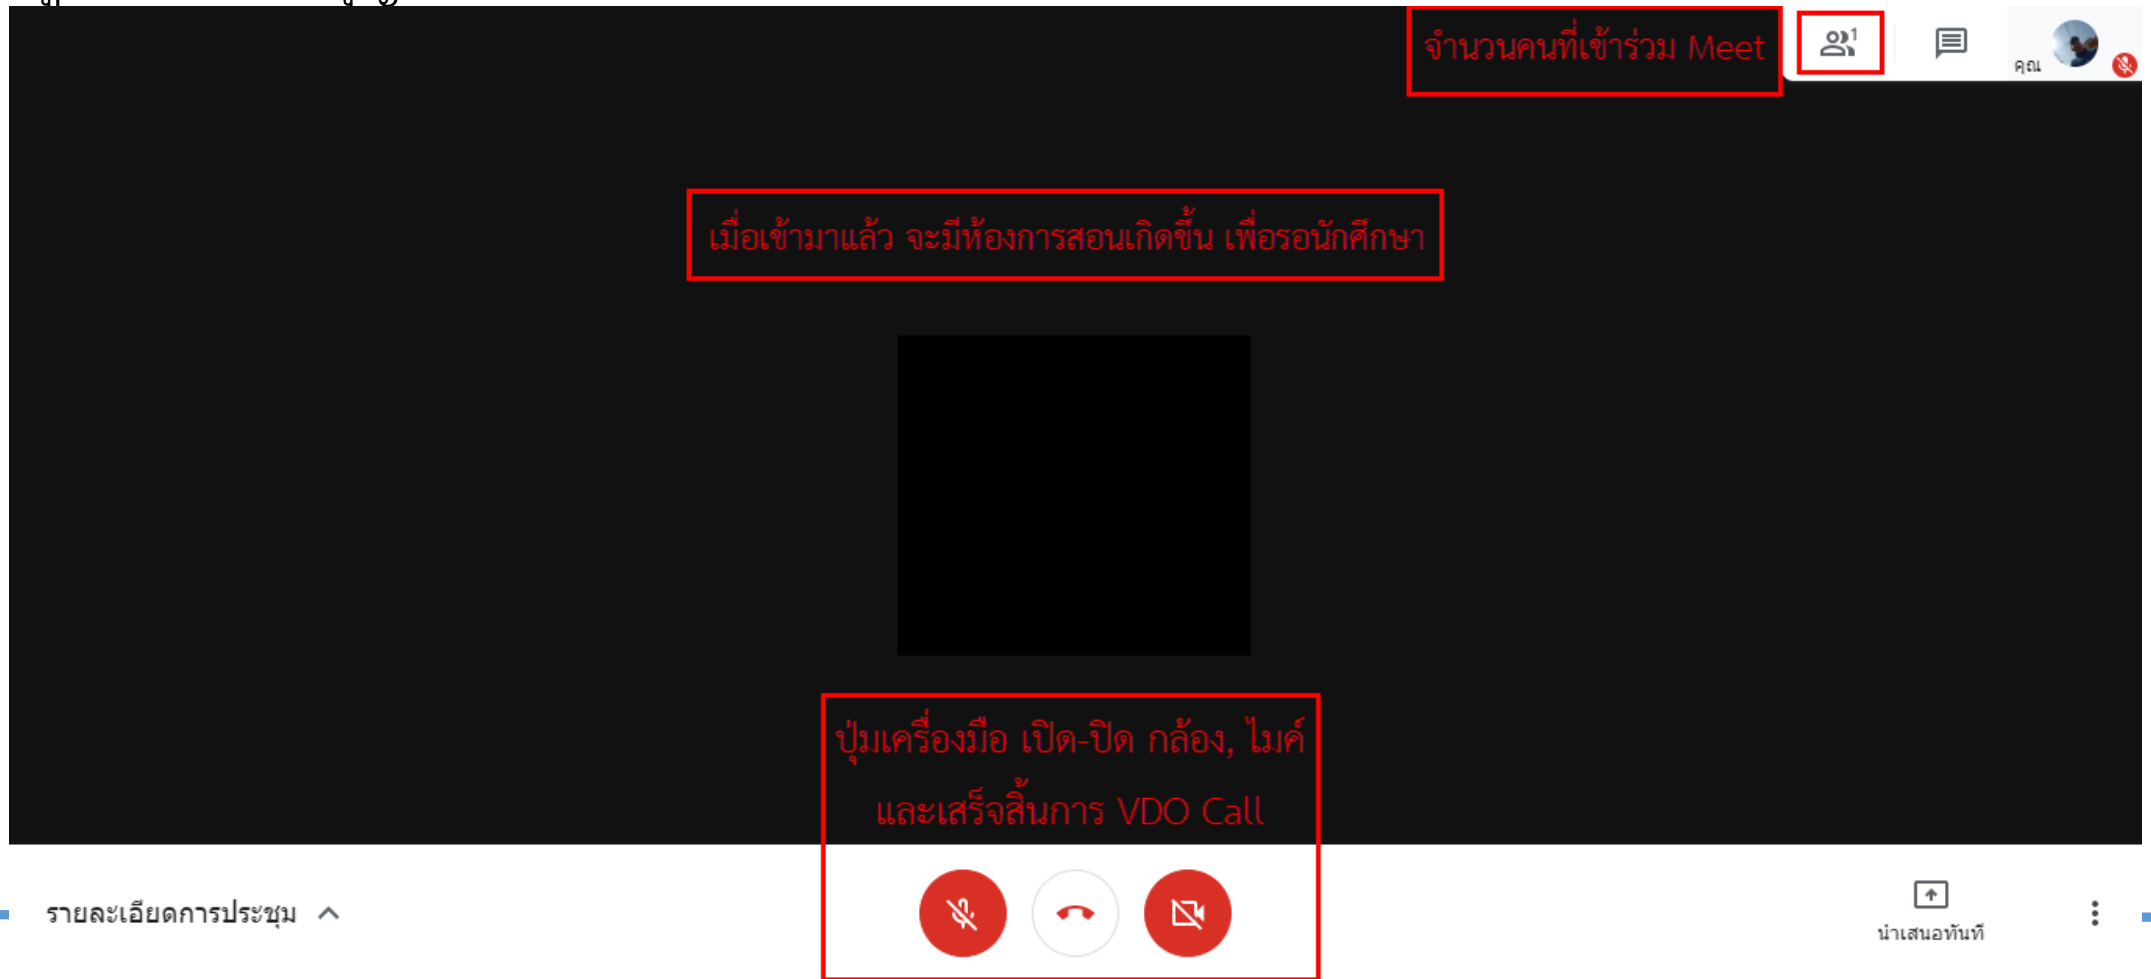 จำนวนคนที่เข้าร่วม Meet
1
คุณ
เมื่อเข้ามาแล้ว จะมีห้องการสอนเกิดขึ้น เพื่อรอนักศึกษา
ปุ่มเครื่องมือ เปิด-ปิด กล้อง, ไมค์
และเสร็จสิ้นการ VDO Call
รายละเอียดการประชุม
นำเสนอทันที